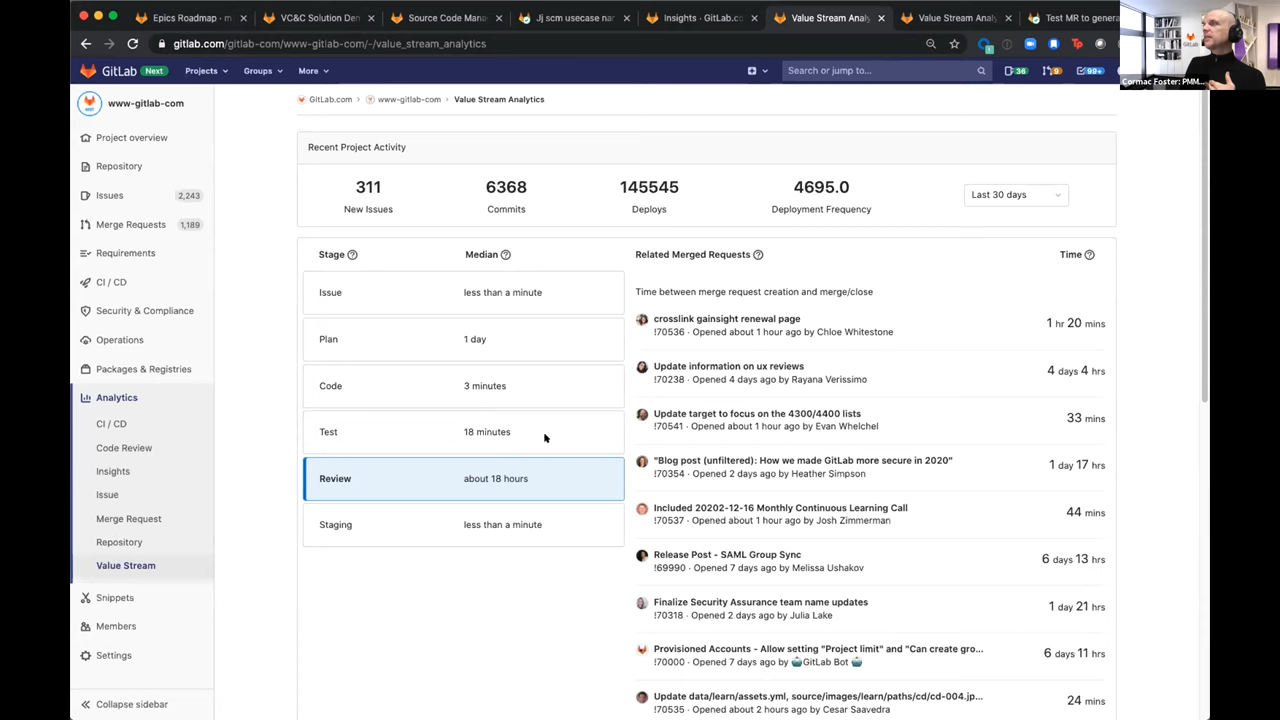 Epics Roadmap · m
VC&C Solution Den
Source Code Mana
Jj scm usecase nar
Insights · GitLab.co
Value Stream Analy
Value Stream Analy
Test MR to genera
gitlab.com/gitlab-com/www-gitlab-com/-/value_stream_analytics
GitLab Next Projects Groups More Search or jump to... 36 9 99+
Cormac Foster: PMM...
www-gitlab-com
Project overview
Repository
Issues 2,243
Merge Requests 1,189
Requirements
CI / CD
Security & Compliance
Operations
Packages & Registries
Analytics
CI / CD
Code Review
Insights
Issue
Merge Request
Repository
Value Stream
Snippets
Members
Settings
Collapse sidebar
GitLab.com › www-gitlab-com › Value Stream Analytics
Recent Project Activity
311 6368 145545 4695.0
New Issues Commits Deploys Deployment Frequency
Last 30 days
Stage Median
Issue less than a minute
Plan 1 day
Code 3 minutes
Test 18 minutes
Review about 18 hours
Staging less than a minute
Related Merged Requests Time
Time between merge request creation and merge/close
crosslink gainsight renewal page
!70536 · Opened about 1 hour ago by Chloe Whitestone
1 hr 20 mins
Update information on ux reviews
!70238 · Opened 4 days ago by Rayana Verissimo
4 days 4 hrs
Update target to focus on the 4300/4400 lists
!70541 · Opened about 1 hour ago by Evan Whelchel
33 mins
"Blog post (unfiltered): How we made GitLab more secure in 2020"
!70354 · Opened 2 days ago by Heather Simpson
1 day 17 hrs
Included 20202-12-16 Monthly Continuous Learning Call
!70537 · Opened about 1 hour ago by Josh Zimmerman
44 mins
Release Post - SAML Group Sync
!69990 · Opened 7 days ago by Melissa Ushakov
6 days 13 hrs
Finalize Security Assurance team name updates
!70318 · Opened 2 days ago by Julia Lake
1 day 21 hrs
Provisioned Accounts - Allow setting "Project limit" and "Can create gro...
!70000 · Opened 7 days ago by 🤖GitLab Bot 🤖
6 days 11 hrs
Update data/learn/assets.yml, source/images/learn/paths/cd/cd-004.jp...
!70535 · Opened about 2 hours ago by Cesar Saavedra
24 mins